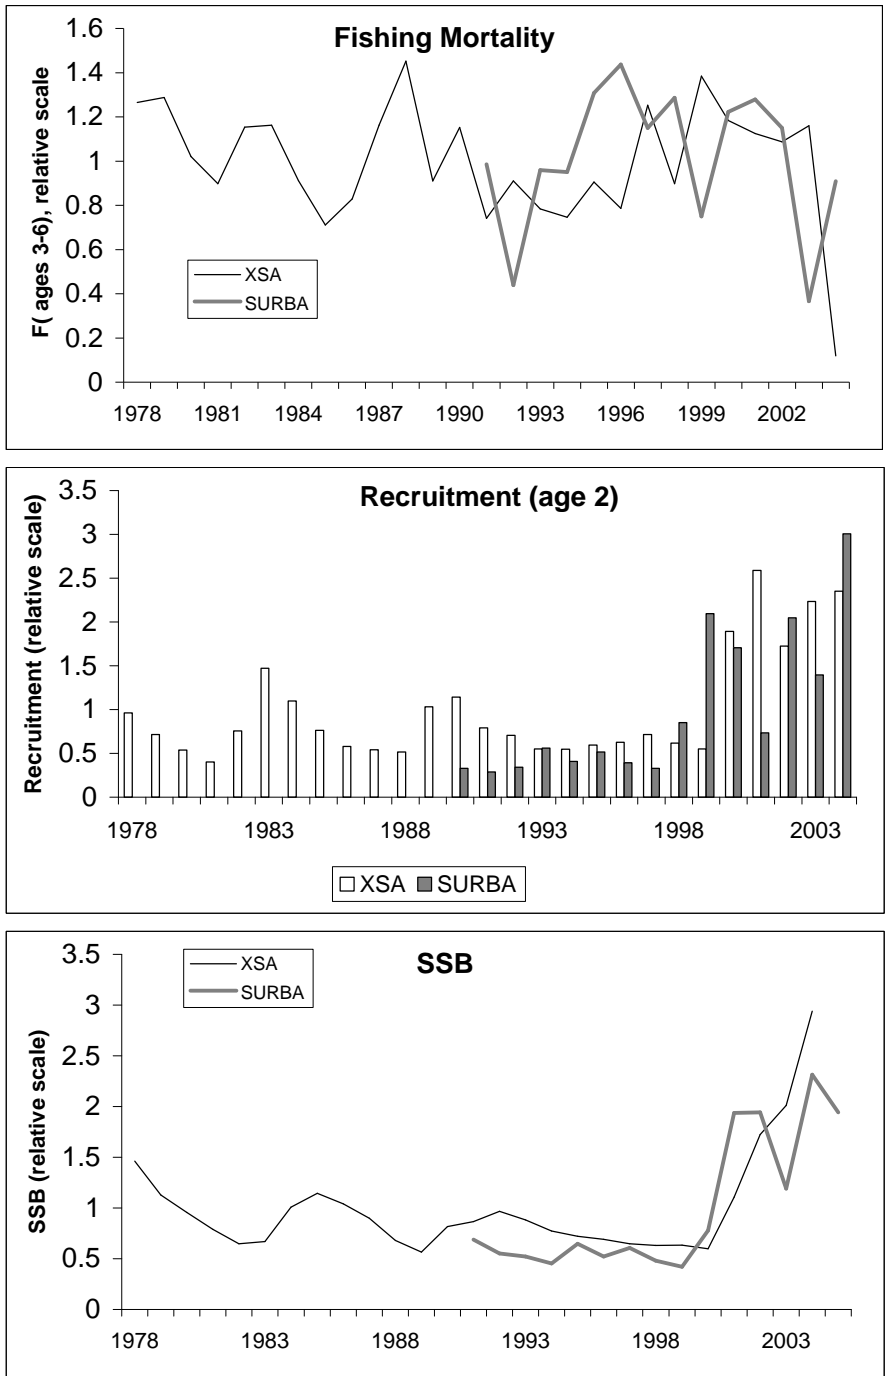 Fishing Mortality
F( ages 3-6), relative scale
1.6
1.4
1.2
1
0.8
0.6
0.4
0.2
0
XSA
SURBA
1978 1981 1984 1987 1990 1993 1996 1999 2002
Recruitment (age 2)
Recruitment (relative scale)
3.5
3
2.5
2
1.5
1
0.5
0
1978 1983 1988 1993 1998 2003
XSA SURBA
SSB
SSB (relative scale)
3.5
3
2.5
2
1.5
1
0.5
0
XSA
SURBA
1978 1983 1988 1993 1998 2003